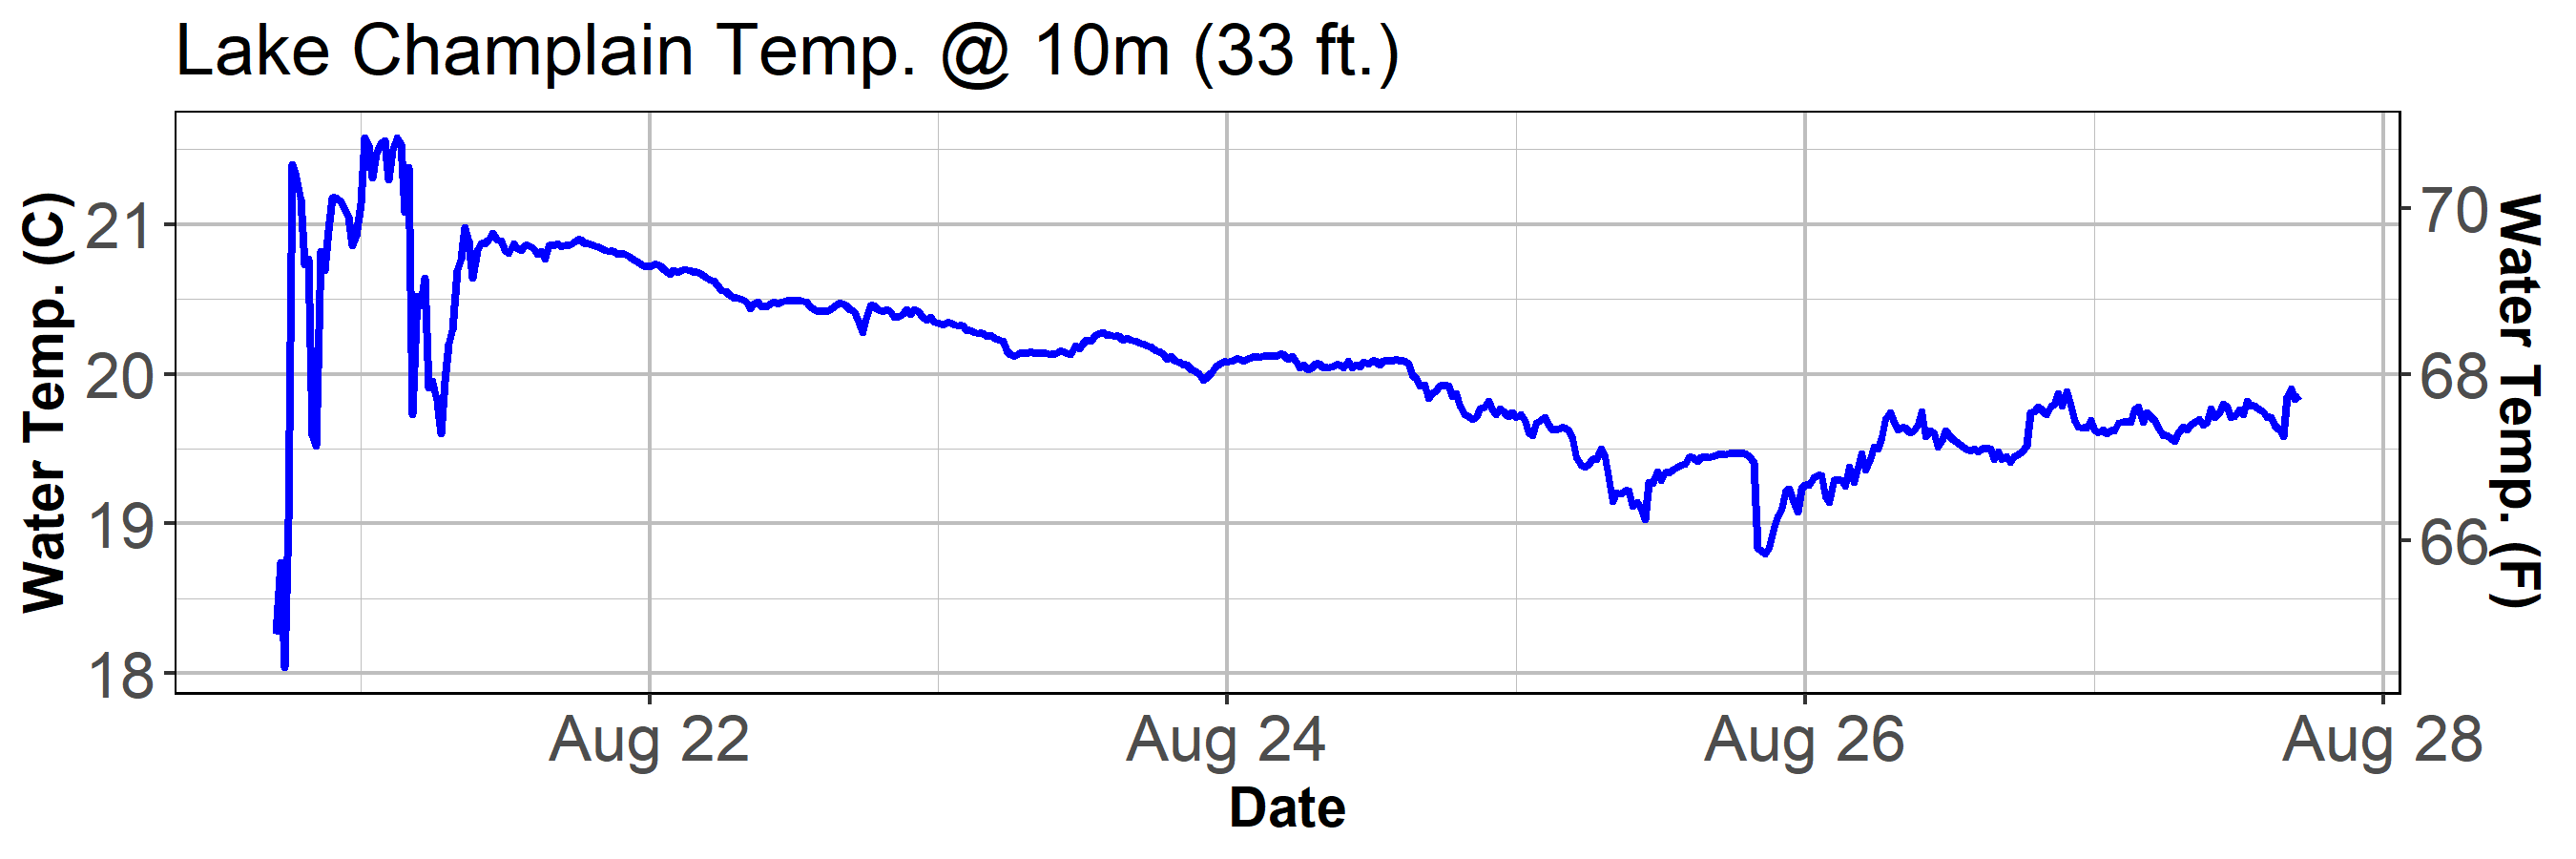 Lake Champlain Temp. @ 10m (33 ft.)
Water Temp. (C)
21
20
19
18
70
68
66
Water Temp. (F)
Aug 22
Aug 24
Aug 26
Aug 28
Date